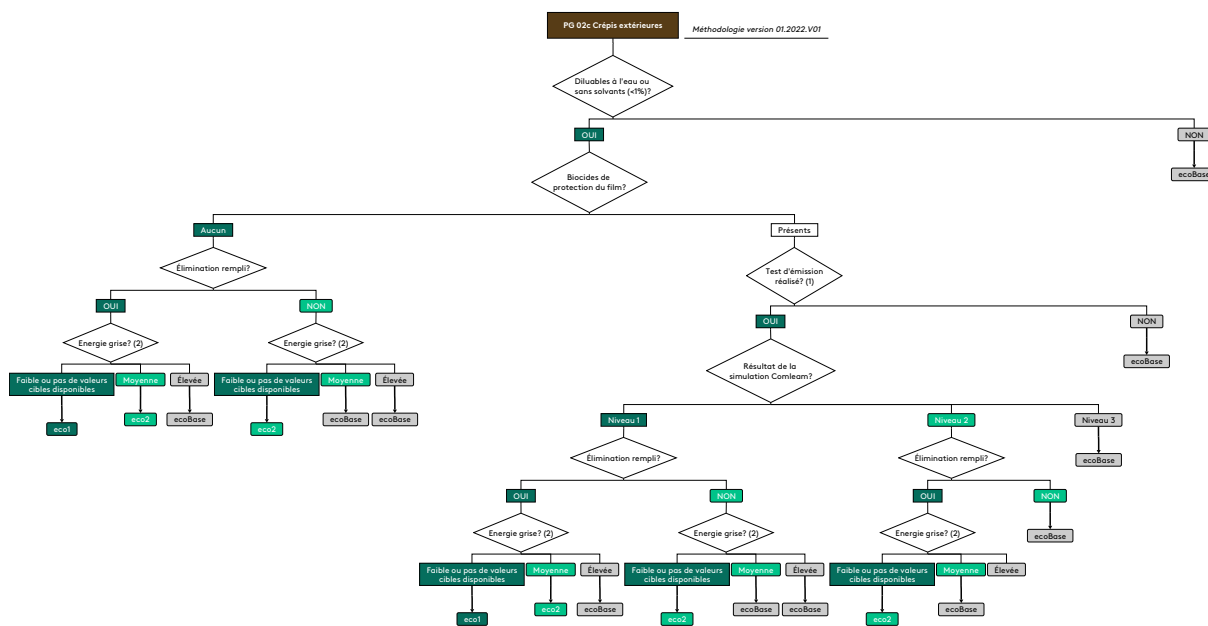 PG 02c Crépis extérieures
Méthodologie version 01.2022.V01
Diluables à l'eau ou
sans solvants (<1%)?
OUI
NON
ecoBase
Biocides de
protection du film?
Aucun
Présents
Élimination rempli?
Test d'émission
réalisé? (1)
OUI
NON
OUI
NON
ecoBase
Energie grise? (2)
Energie grise? (2)
Résultat de la
simulation Comleam?
Faible ou pas de valeurs
cibles disponibles
Moyenne
Élevée
Faible ou pas de valeurs
cibles disponibles
Moyenne
Élevée
eco1
eco2
ecoBase
eco2
ecoBase
ecoBase
Niveau 1
Niveau 2
Niveau 3
ecoBase
Élimination rempli?
Élimination rempli?
OUI
NON
OUI
NON
ecoBase
Energie grise? (2)
Energie grise? (2)
Energie grise? (2)
Faible ou pas de valeurs
cibles disponibles
Moyenne
Élevée
Faible ou pas de valeurs
cibles disponibles
Moyenne
Élevée
Faible ou pas de valeurs
cibles disponibles
Moyenne
Élevée
eco1
eco2
ecoBase
eco2
ecoBase
ecoBase
eco2
ecoBase